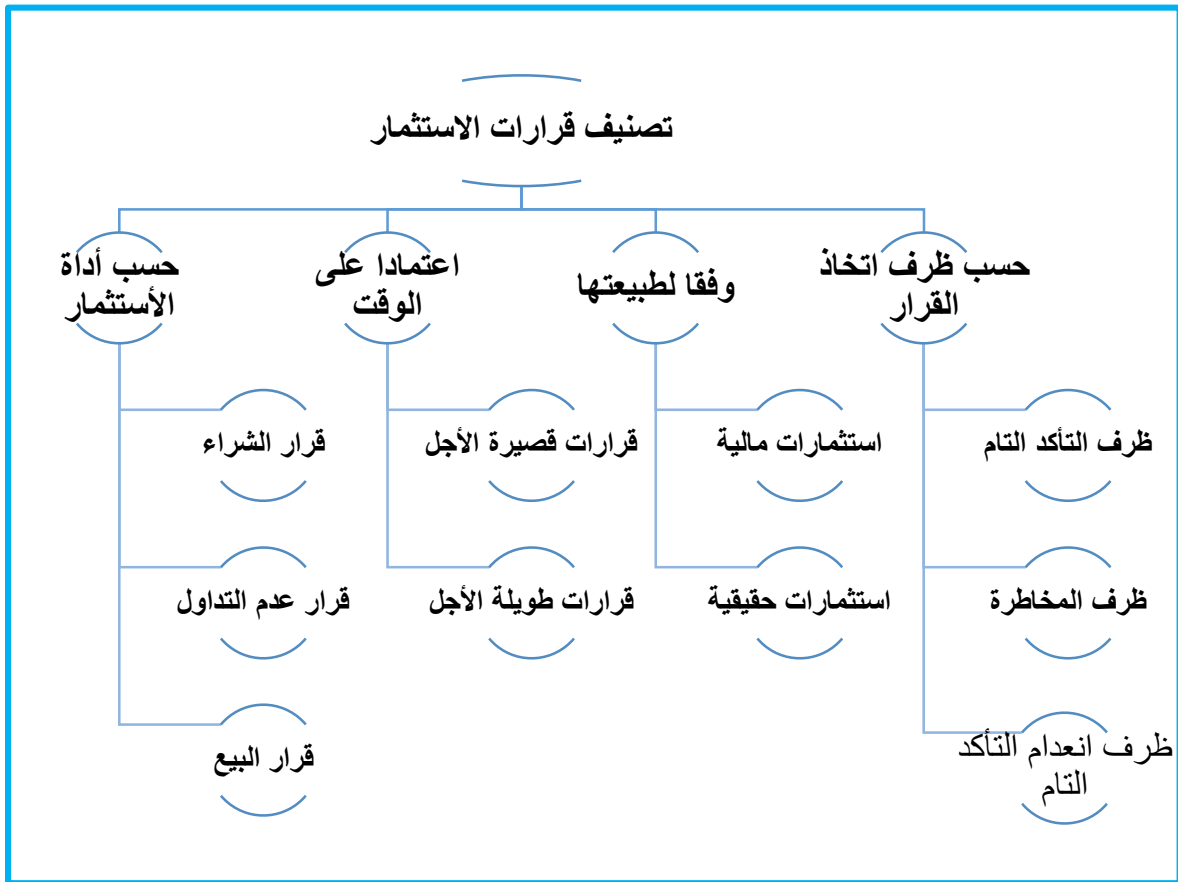 تصنيف قرارات الاستثمار
حسب ظرف اتخاذ
القرار
وفقا لطبيعتها
اعتمادا على
الوقت
حسب أداة
الأستثمار
ظرف التأكد التام
استثمارات مالية
قرارات قصيرة الأجل
قرار الشراء
ظرف المخاطرة
استثمارات حقيقية
قرارات طويلة الأجل
قرار عدم التداول
ظرف انعدام التأكد
التام
قرار البيع